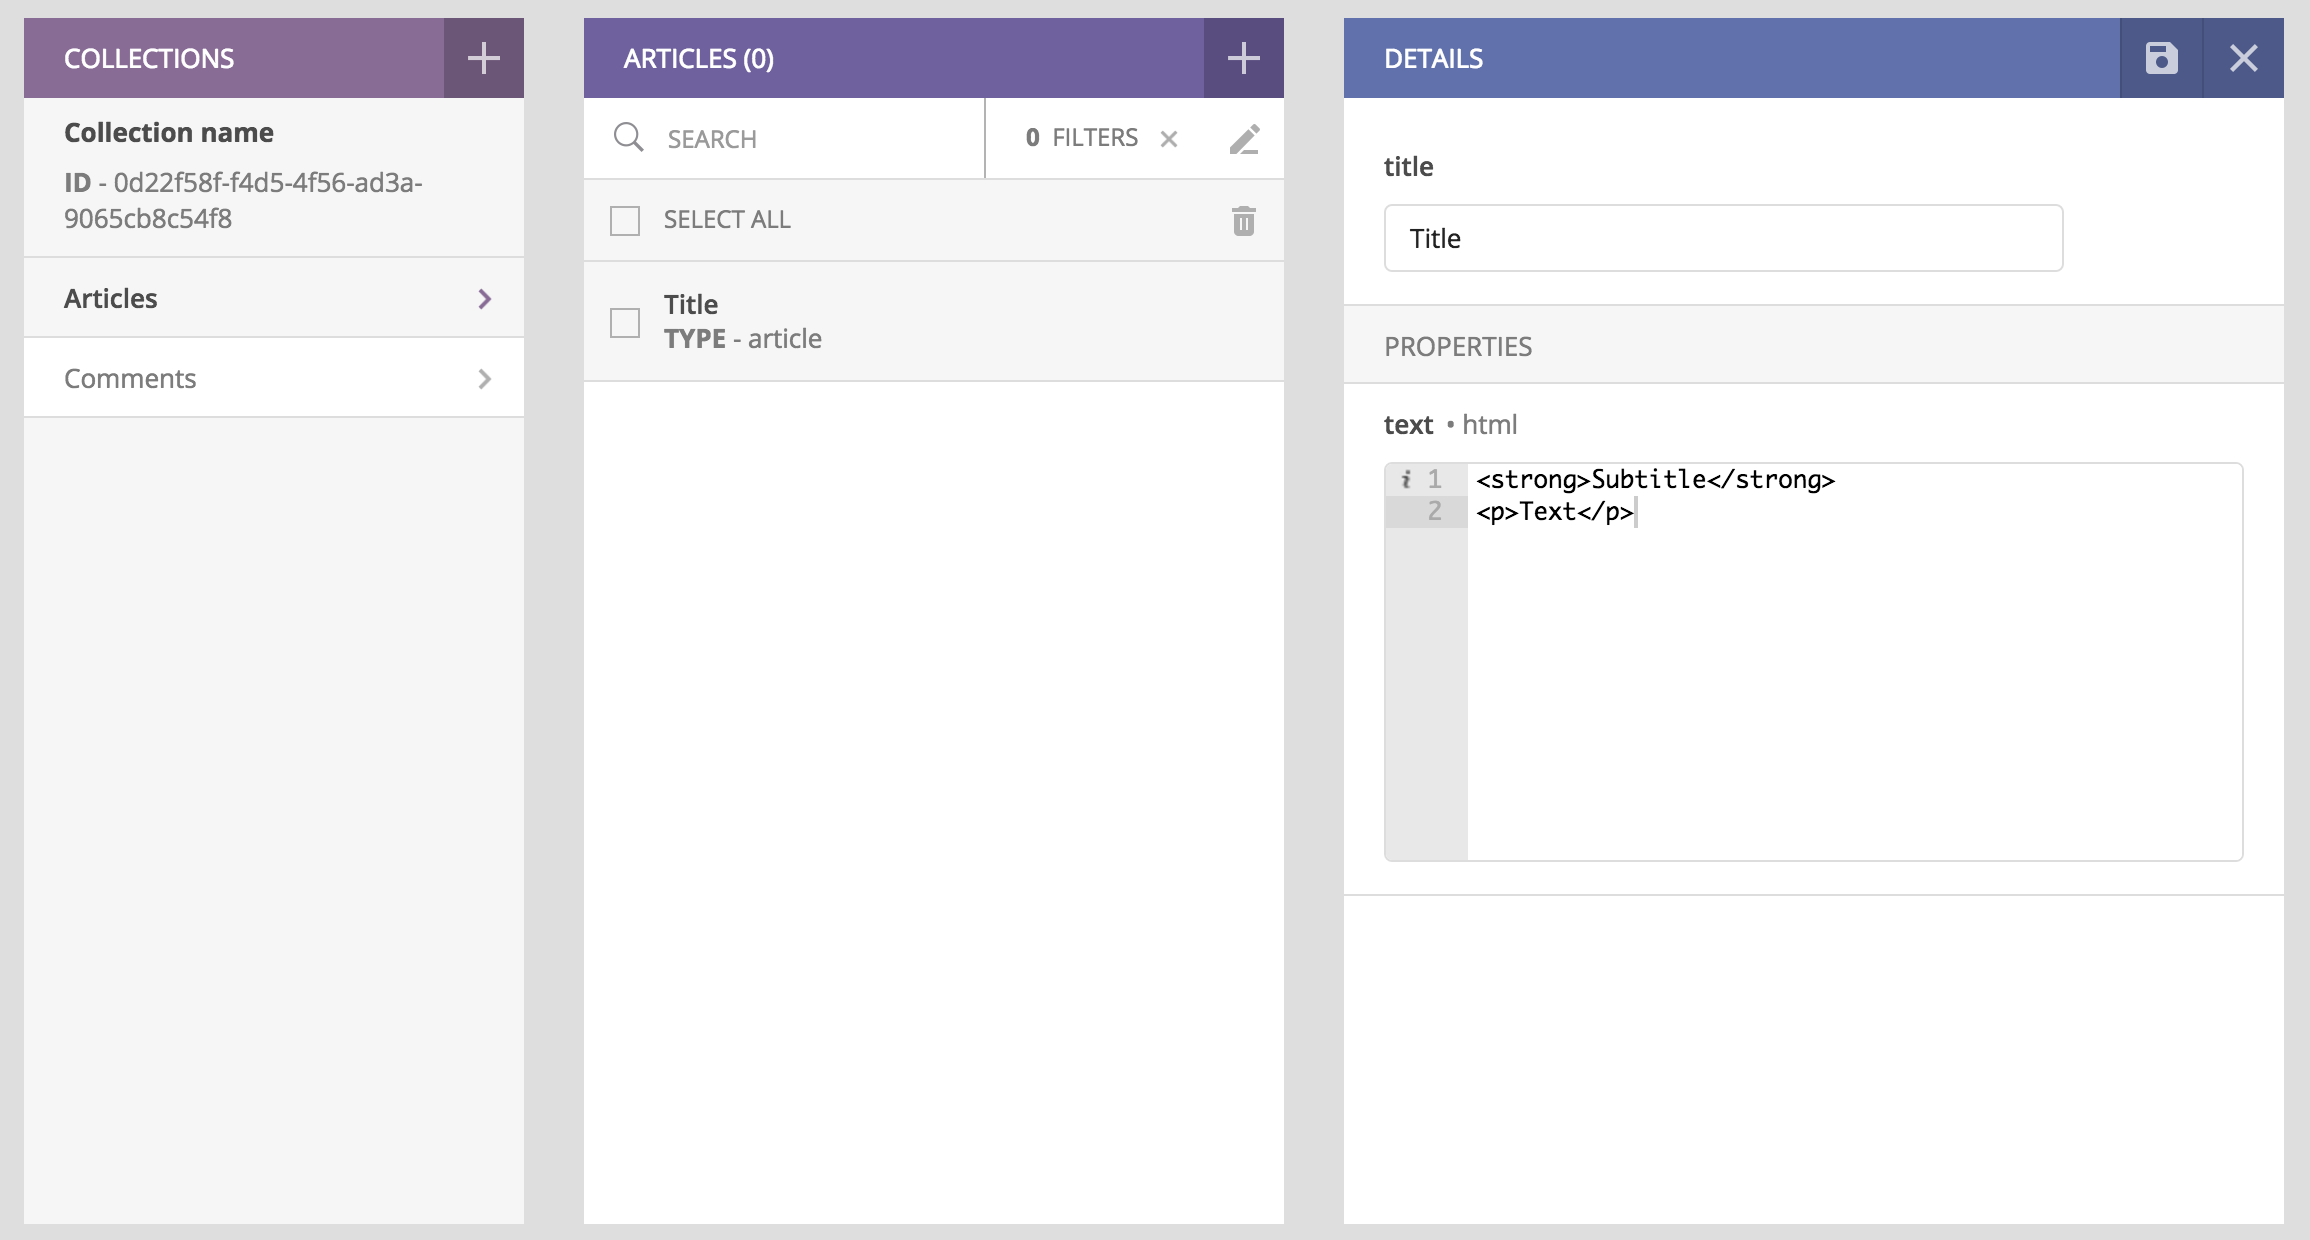 COLLECTIONS
Collection name
ID - 0d22f58f-f4d5-4f56-ad3a-
9065cb8c54f8
Articles
Comments
ARTICLES (0)
SEARCH
0 FILTERS
SELECT ALL
Title
TYPE - article
DETAILS
title
Title
PROPERTIES
text • html
i 1 <strong>Subtitle</strong>
2 <p>Text</p>